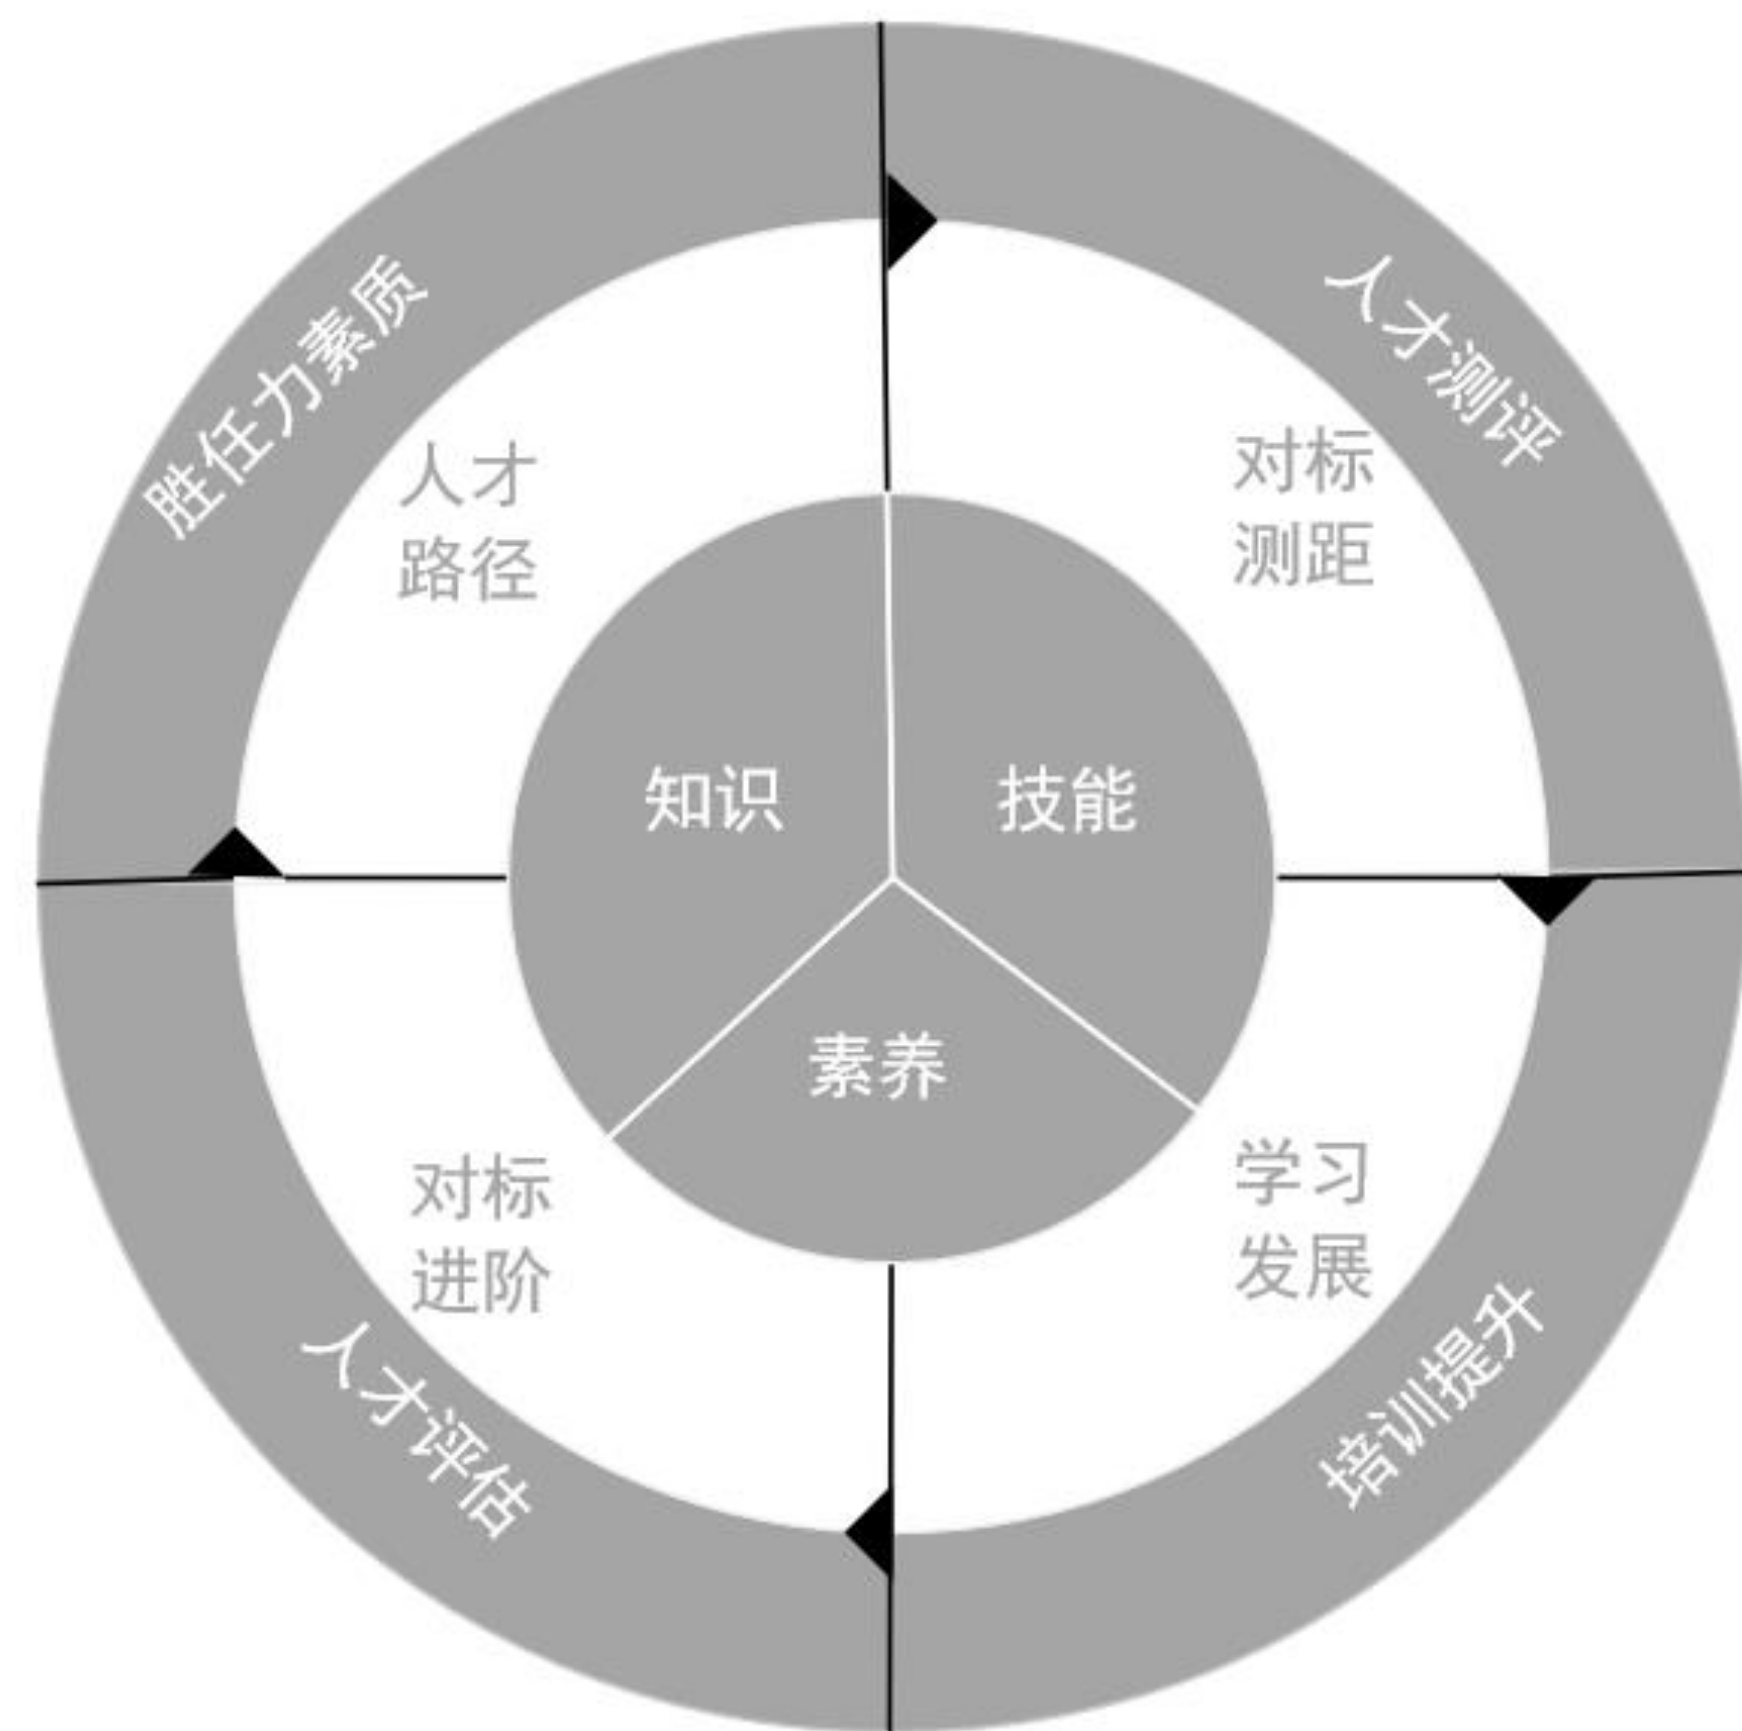 胜任力素质
人才测评
人才
路径
对标
测距
知识
技能
素养
对标
进阶
学习
发展
人才评估
培训提升